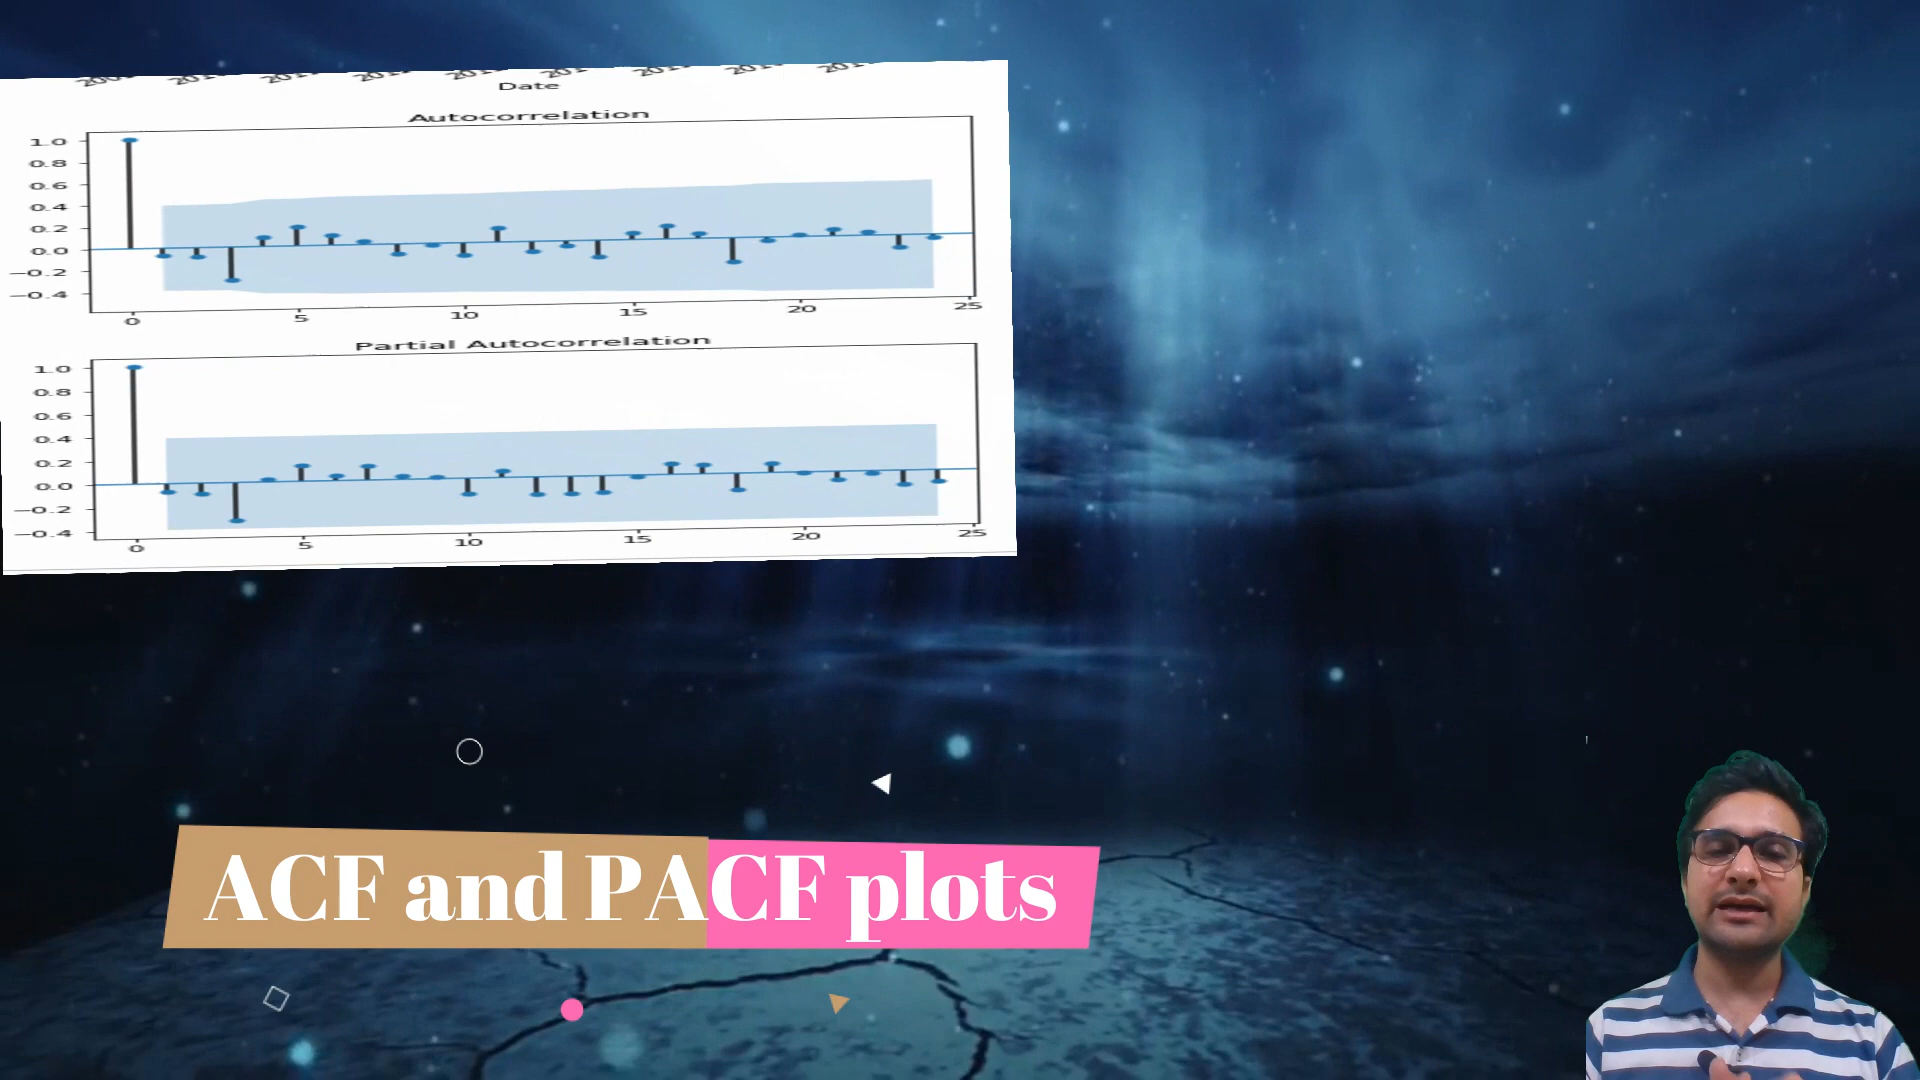 Date
Autocorrelation
1.0
0.8
0.6
0.4
0.2
0.0
−0.2
−0.4
0 5 10 15 20 25
Partial Autocorrelation
1.0
0.8
0.6
0.4
0.2
0.0
−0.2
−0.4
0 5 10 15 20 25
ACF and PACF plots